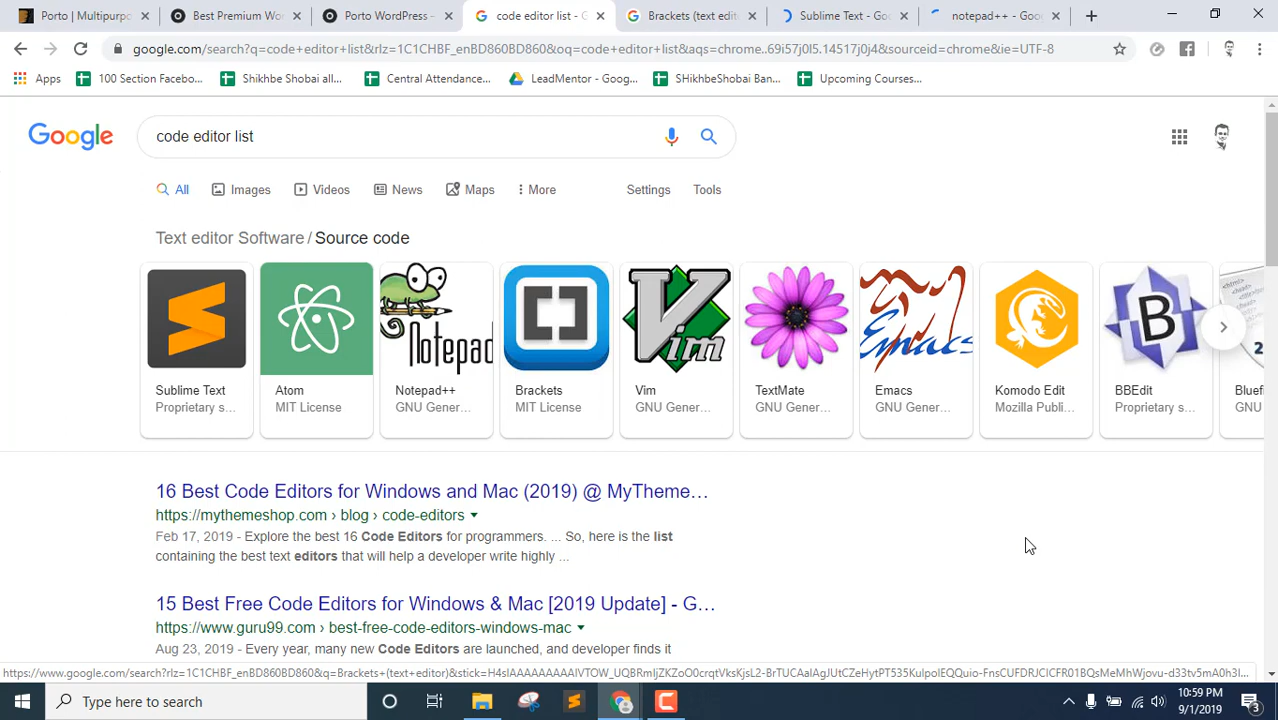 Porto | Multipurpo
Best Premium Wo
Porto WordPress -
code editor list - G
Brackets (text edit
Sublime Text - Goo
notepad++ - Goo
google.com/search?q=code+editor+list&rlz=1C1CHBF_enBD860BD860&oq=code+editor+list&aqs=chrome..69i57j0l5.14517j0j4&sourceid=chrome&ie=UTF-8
Apps
100 Section Facebo...
Shikhbe Shobai all...
Central Attendance...
LeadMentor - Goog...
SHikhbeShobai Ban...
Upcoming Courses...
Google
code editor list
All
Images
Videos
News
Maps
More
Settings
Tools
Text editor Software / Source code
Notepad
Vim
Emacs
B
Sublime Text
Proprietary s...
Atom
MIT License
Notepad++
GNU Gener...
Brackets
MIT License
Vim
GNU Gener...
TextMate
GNU Gener...
Emacs
GNU Gener...
Komodo Edit
Mozilla Publi...
BBEdit
Proprietary s...
Bluef
GNU
16 Best Code Editors for Windows and Mac (2019) @ MyTheme...
https://mythemeshop.com › blog › code-editors
Feb 17, 2019 - Explore the best 16 Code Editors for programmers. ... So, here is the list
containing the best text editors that will help a developer write highly ...
15 Best Free Code Editors for Windows & Mac [2019 Update] - G...
https://www.guru99.com › best-free-code-editors-windows-mac
Aug 23, 2019 - Every year, many new Code Editors are launched, and developer finds it
Type here to search
10:59 PM
9/1/2019
3